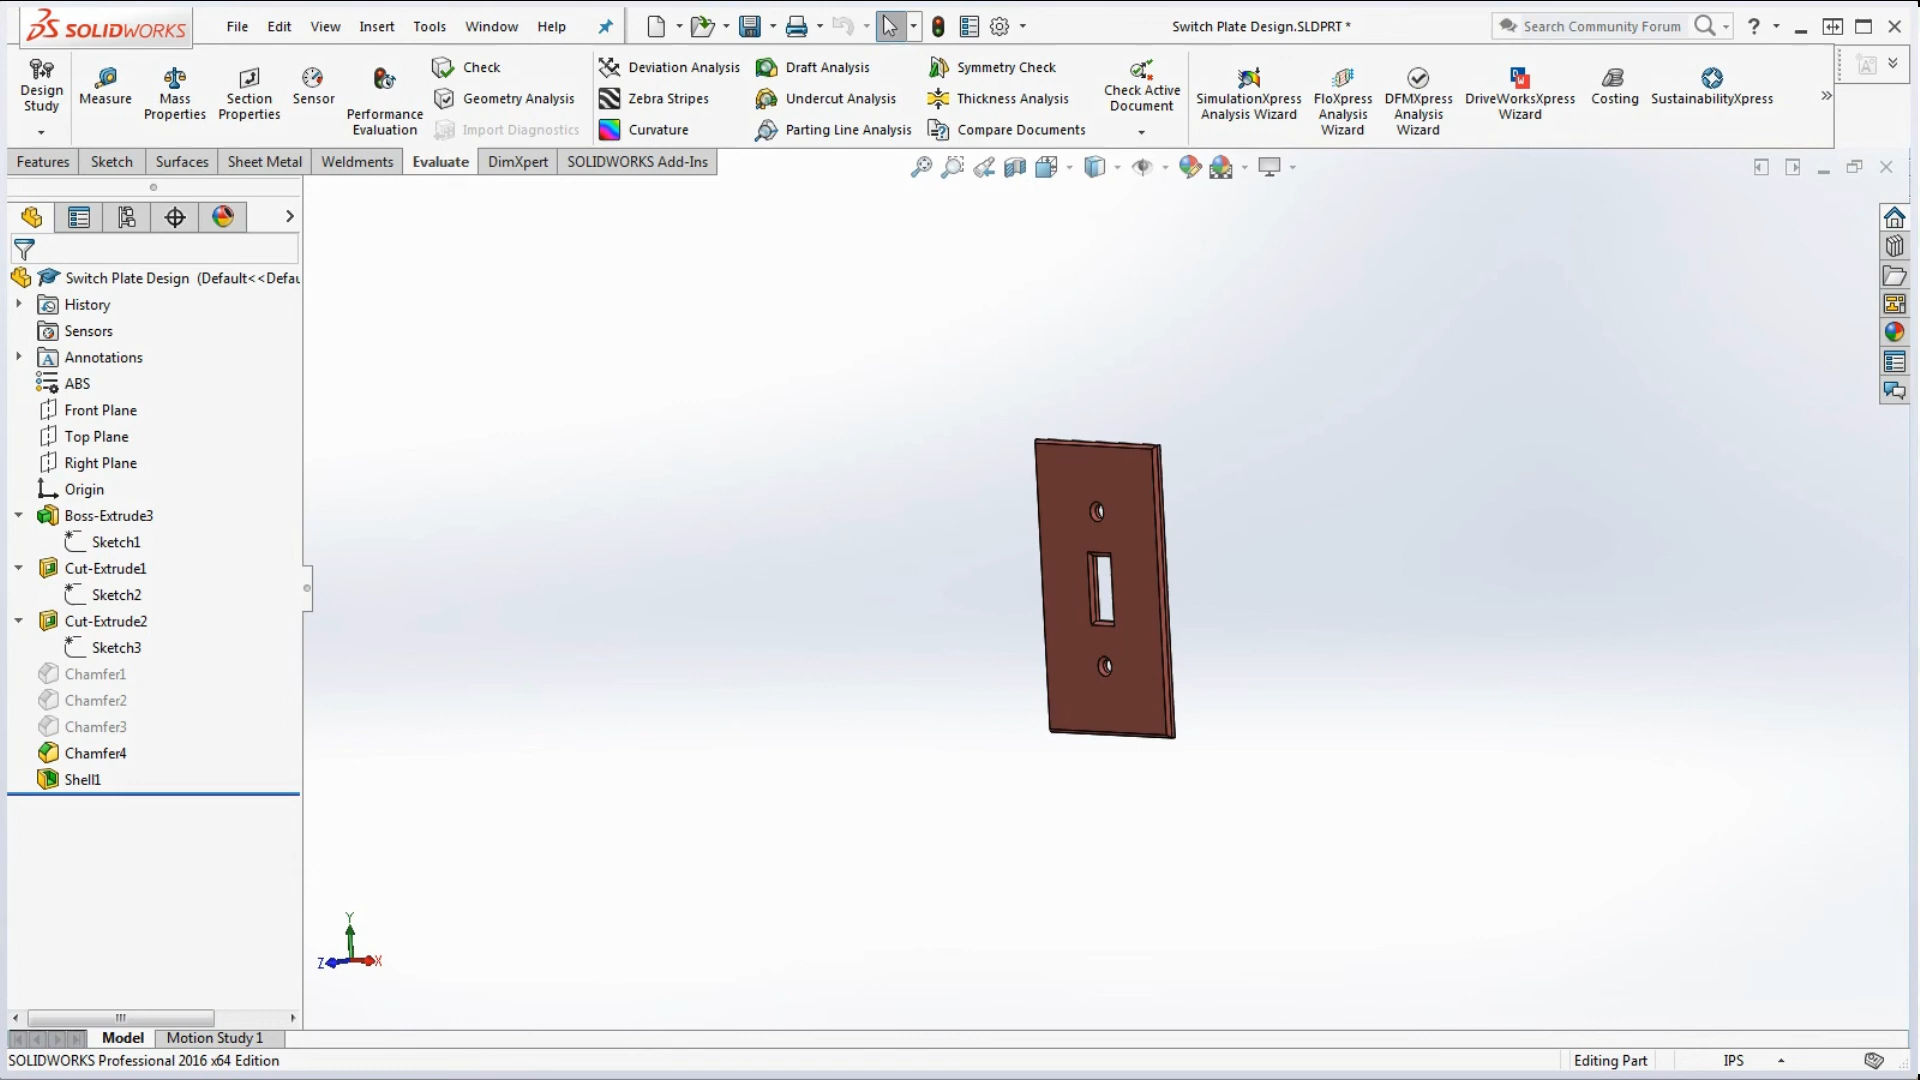 SOLIDWORKS
File Edit View Insert Tools Window Help
Switch Plate Design.SLDPRT *
Search Community Forum
?
Design Study
Measure
Mass Properties
Section Properties
Sensor
Performance Evaluation
Check
Geometry Analysis
Import Diagnostics
Deviation Analysis
Zebra Stripes
Curvature
Draft Analysis
Undercut Analysis
Parting Line Analysis
Symmetry Check
Thickness Analysis
Compare Documents
Check Active Document
SimulationXpress Analysis Wizard
FloXpress Analysis Wizard
DFMXpress Analysis Wizard
DriveWorksXpress Wizard
Costing
SustainabilityXpress
Features Sketch Surfaces Sheet Metal Weldments Evaluate DimXpert SOLIDWORKS Add-Ins
Switch Plate Design (Default<<Defau
History
Sensors
Annotations
ABS
Front Plane
Top Plane
Right Plane
Origin
Boss-Extrude3
Sketch1
Cut-Extrude1
Sketch2
Cut-Extrude2
Sketch3
Chamfer1
Chamfer2
Chamfer3
Chamfer4
Shell1
Y
Z X
Model Motion Study 1
SOLIDWORKS Professional 2016 x64 Edition
Editing Part
IPS